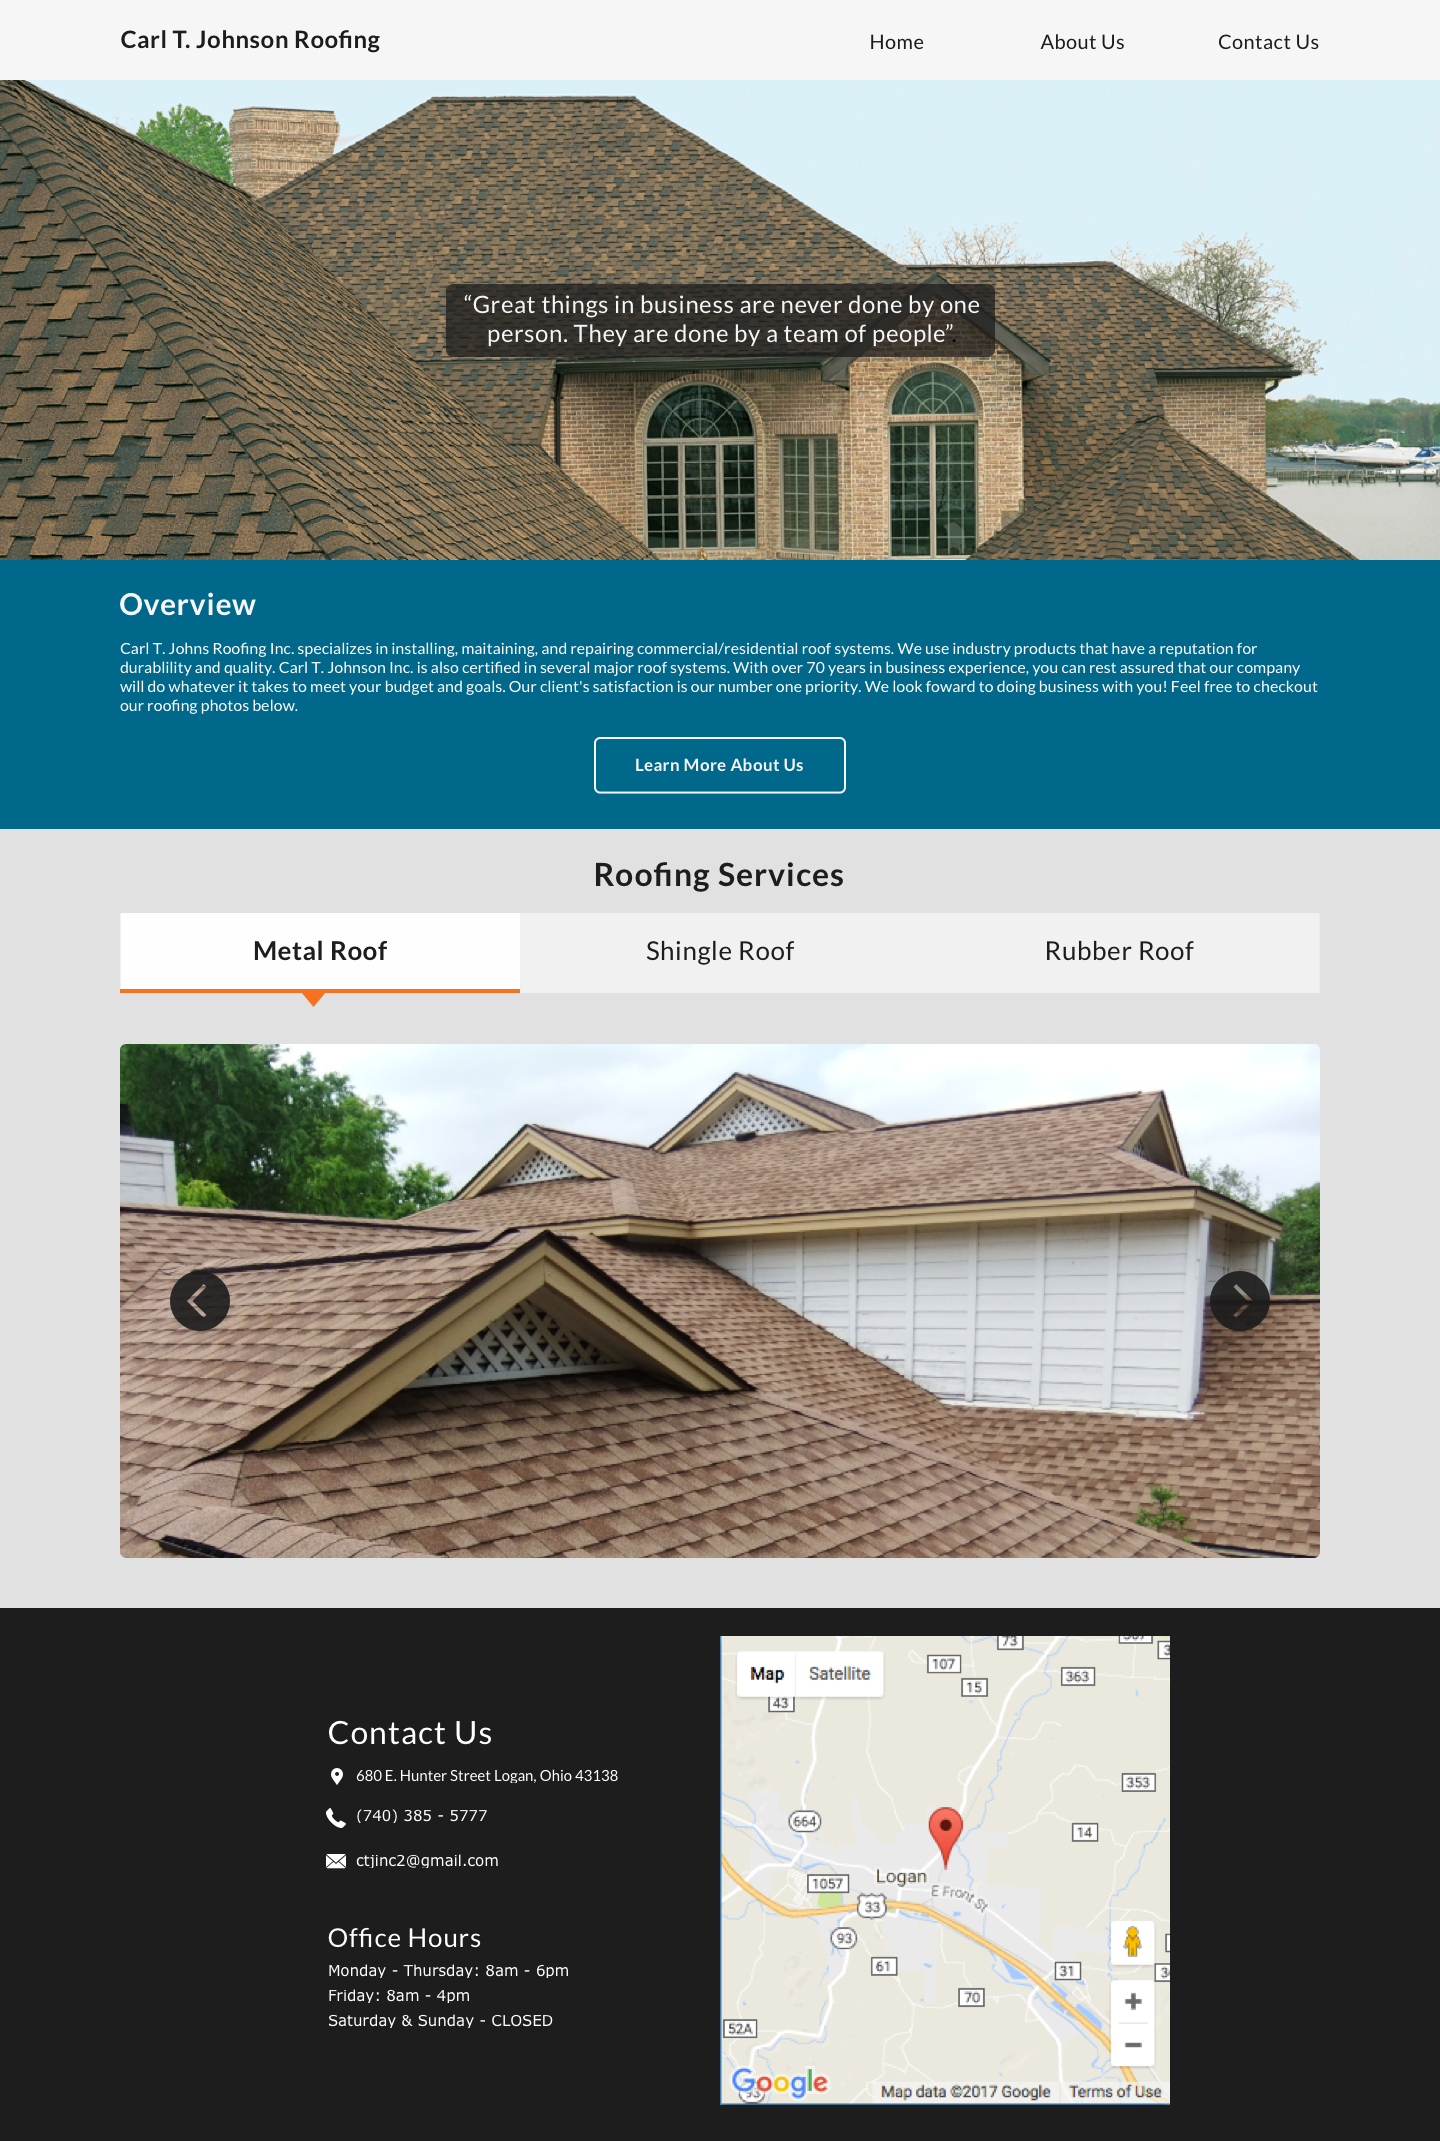 Carl T. Johnson Roofing
Home
About Us
Contact Us
“Great things in business are never done by one
person. They are done by a team of people”.
Overview
Carl T. Johns Roofing Inc. specializes in installing, maitaining, and repairing commercial/residential roof systems. We use industry products that have a reputation for
durablility and quality. Carl T. Johnson Inc. is also certified in several major roof systems. With over 70 years in business experience, you can rest assured that our company
will do whatever it takes to meet your budget and goals. Our client's satisfaction is our number one priority. We look foward to doing business with you! Feel free to checkout
our roofing photos below.
Learn More About Us
Roofing Services
Metal Roof
Shingle Roof
Rubber Roof
Contact Us
680 E. Hunter Street Logan, Ohio 43138
(740) 385 - 5777
ctjinc2@gmail.com
Office Hours
Monday - Thursday: 8am - 6pm
Friday: 8am - 4pm
Saturday & Sunday - CLOSED
Map
Satellite
73
107
363
15
43
353
664
14
Logan
1057
E Front St
33
93
61
31
70
52A
93
Google
Map data ©2017 Google
Terms of Use